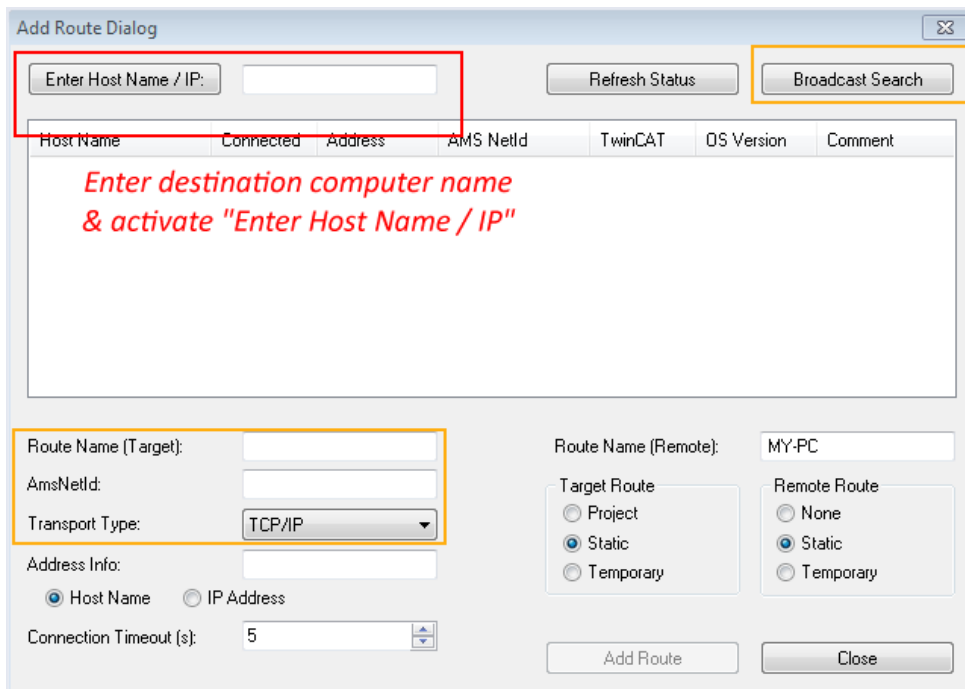 Add Route Dialog
Enter Host Name / IP:
Refresh Status
Broadcast Search
Host Name Connected Address AMS NetId TwinCAT OS Version Comment
Enter destination computer name
& activate "Enter Host Name / IP"
Route Name (Target):
AmsNetId:
Transport Type: TCP/IP
Address Info:
Host Name IP Address
Connection Timeout (s): 5
Route Name (Remote): MY-PC
Target Route
Project
Static
Temporary
Remote Route
None
Static
Temporary
Add Route
Close